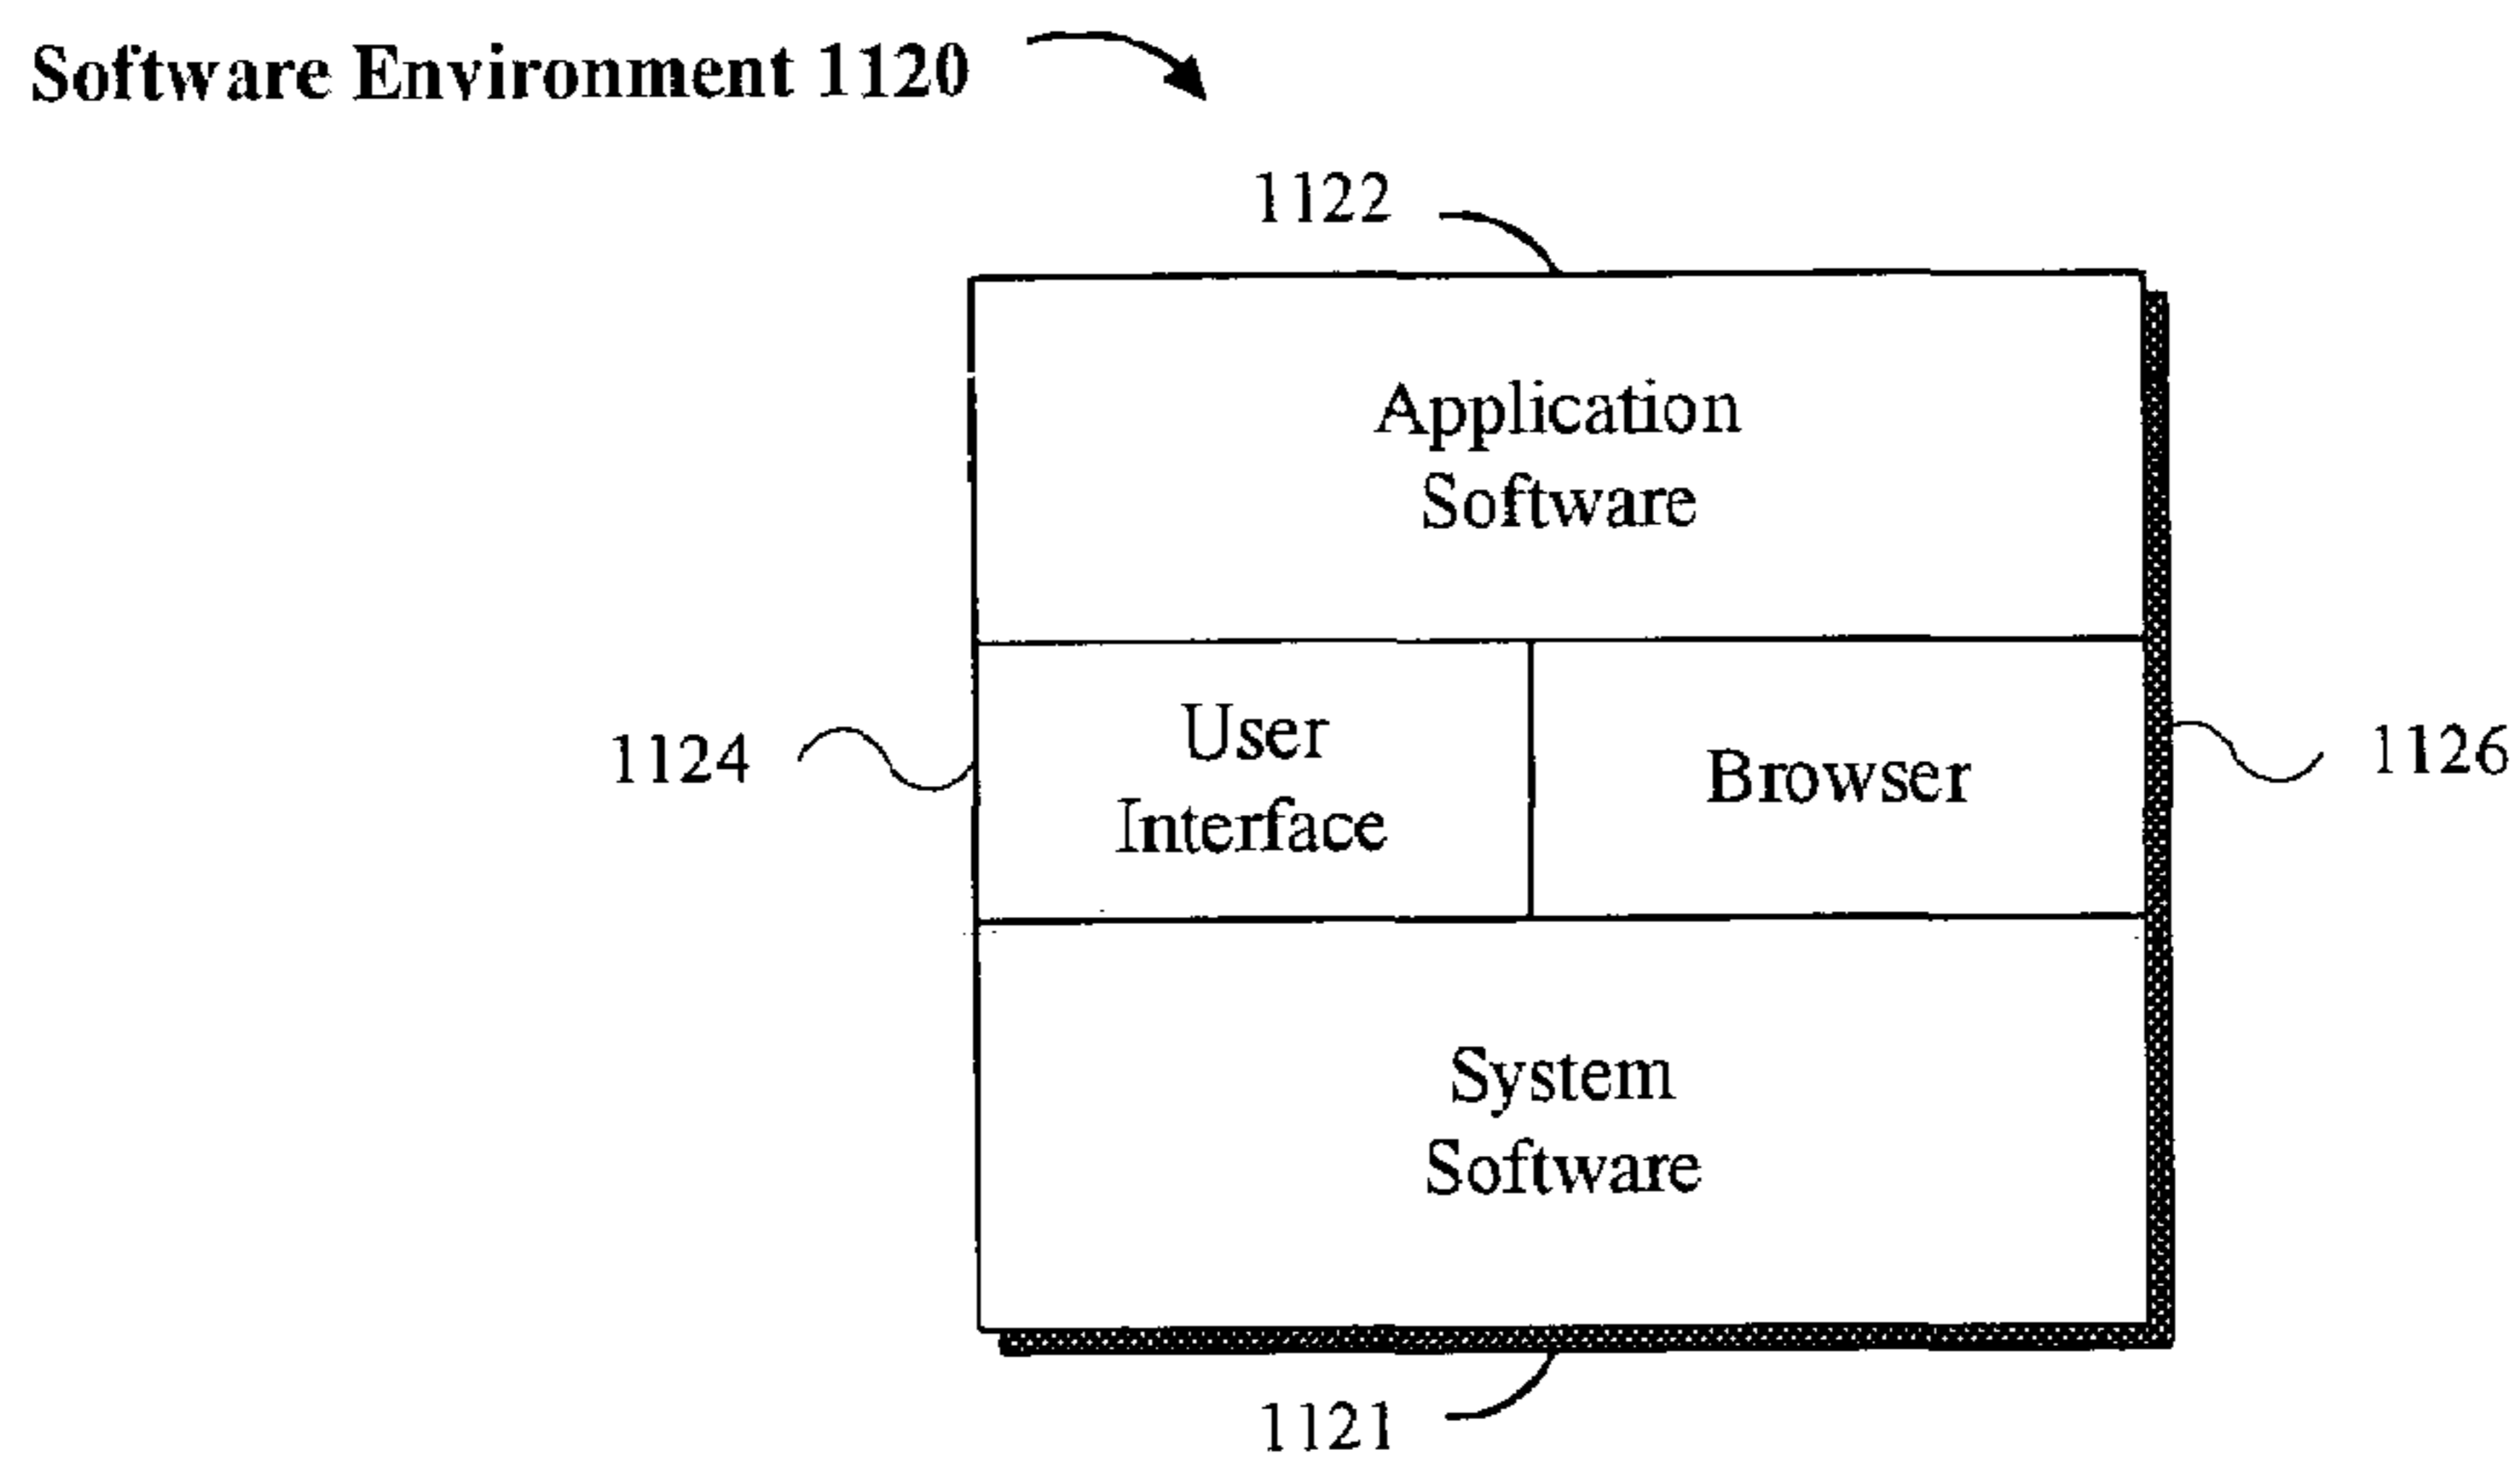 Software Environment 1120
1122
Application
Software
1124
User
Interface
Browser
1126
System
Software
1121